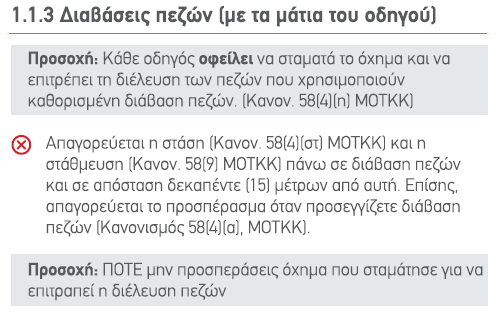 1.1.3 Διαβάσεις πεζών (με τα μάτια του οδηγού)
Προσοχή: Κάθε οδηγός οφείλει να σταματά το όχημα και να
επιτρέπει τη διέλευση των πεζών που χρησιμοποιούν
καθορισμένη διάβαση πεζών. (Κανον. 58(4)(η) ΜΟΤΚΚ)
Απαγορεύεται η στάση (Κανον. 58(4)(στ) ΜΟΤΚΚ) και η
στάθμευση (Κανον. 58(9) ΜΟΤΚΚ) πάνω σε διάβαση πεζών
και σε απόσταση δεκαπέντε (15) μέτρων από αυτή. Επίσης,
απαγορεύεται το προσπέρασμα όταν προσεγγίζετε διάβαση
πεζών (Κανονισμός 58(4)(α), ΜΟΤΚΚ).
Προσοχή: ΠΟΤΕ μην προσπεράσεις όχημα που σταμάτησε για να
επιτραπεί η διέλευση πεζών